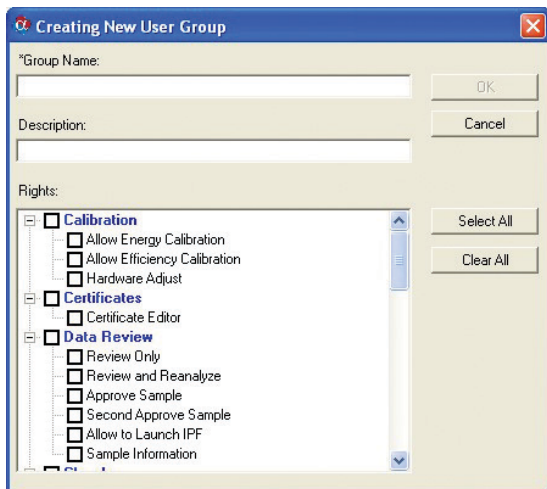 Creating New User Group
*Group Name:
OK
Description:
Cancel
Rights:
Calibration
Select All
Allow Energy Calibration
Allow Efficiency Calibration
Clear All
Hardware Adjust
Certificates
Certificate Editor
Data Review
Review Only
Review and Reanalyze
Approve Sample
Second Approve Sample
Allow to Launch IPF
Sample Information